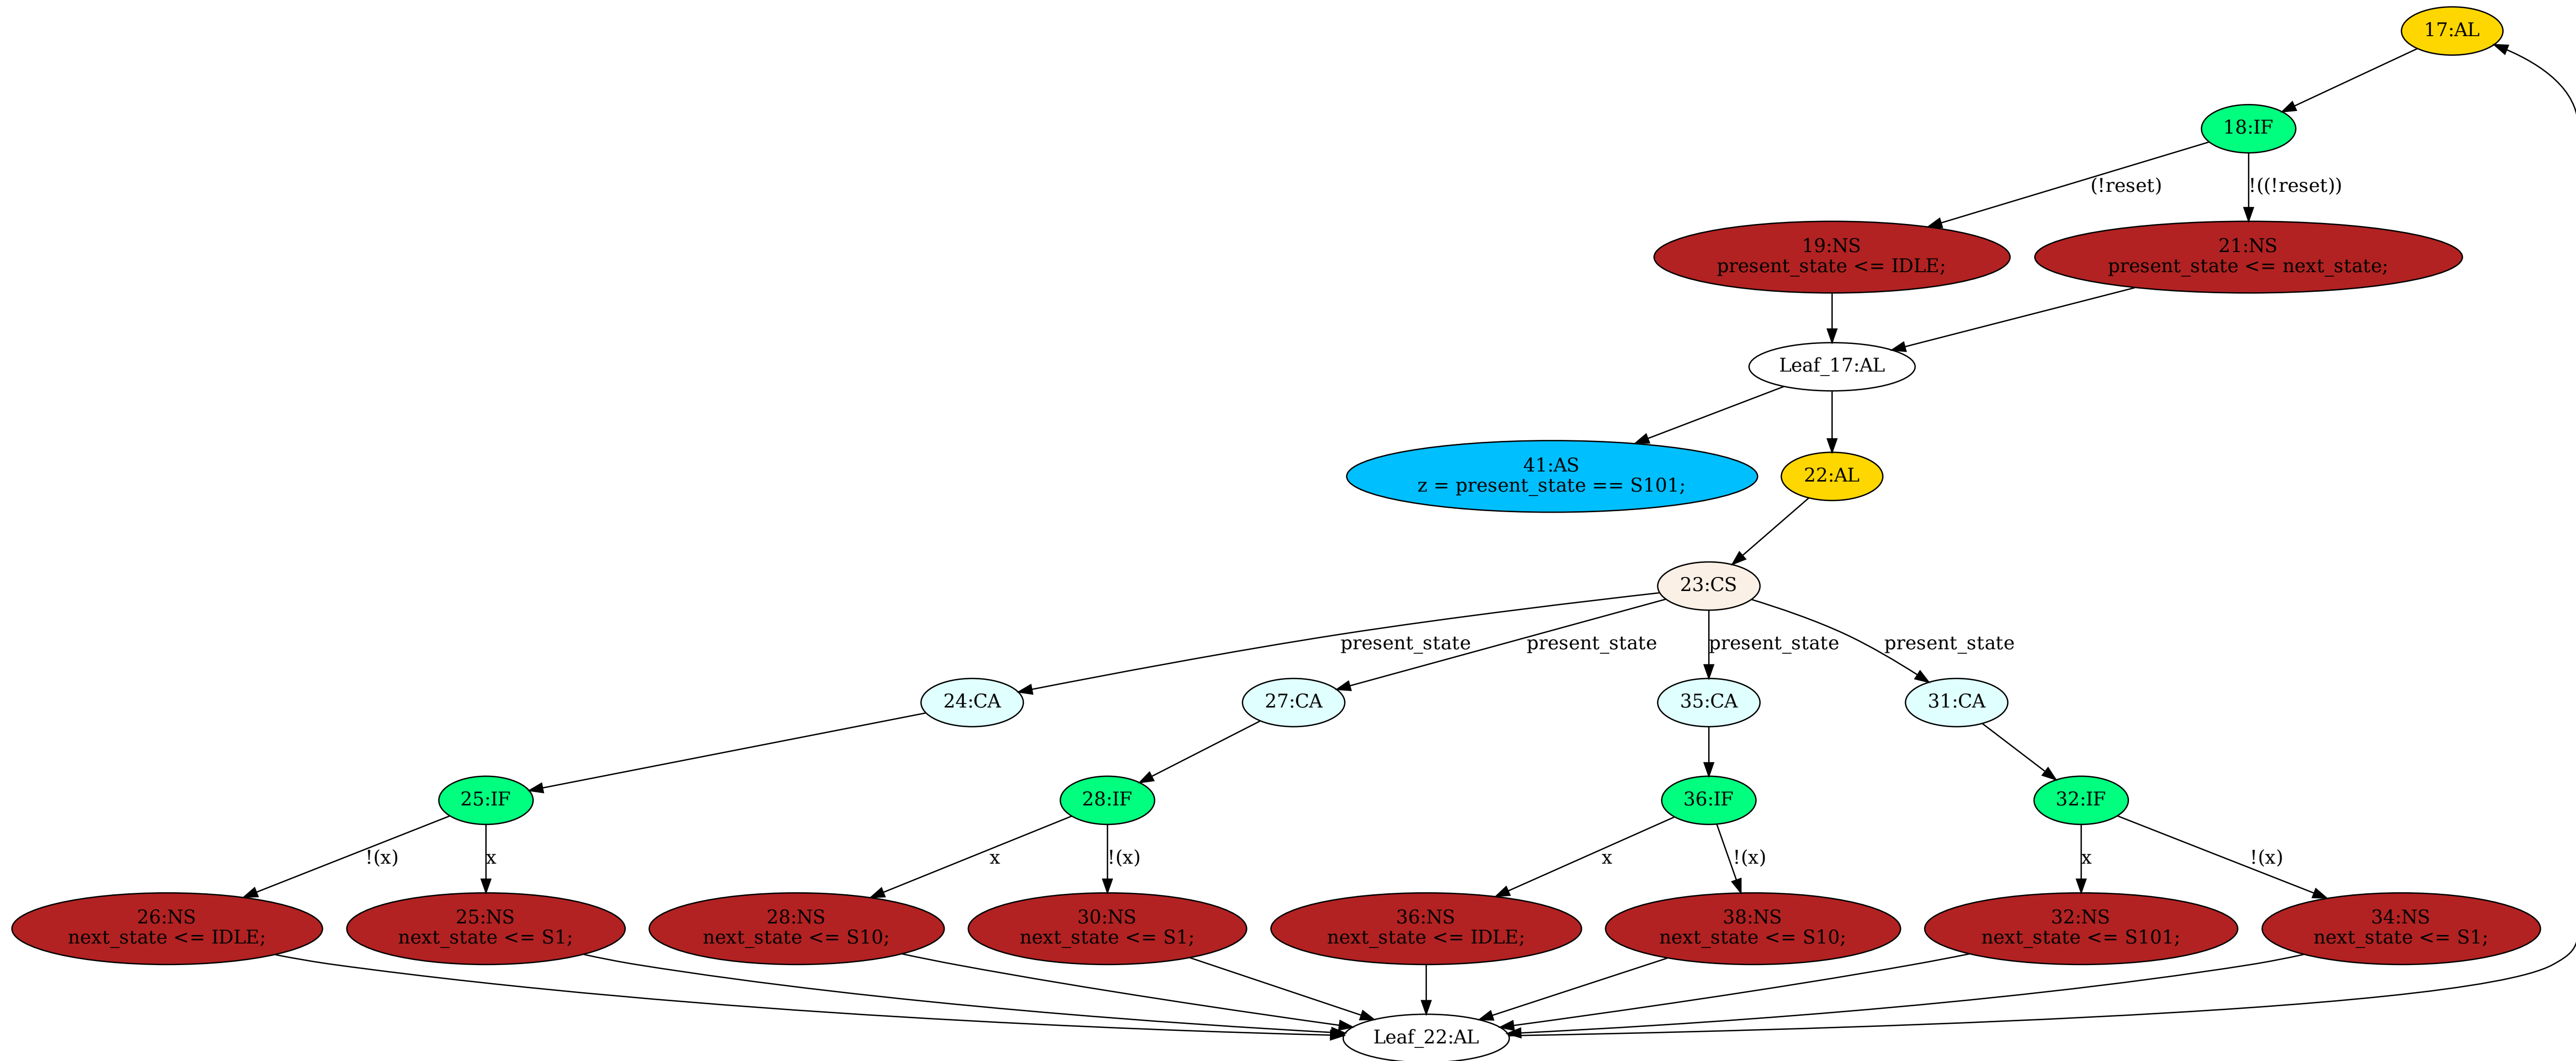 17:AL
18:IF
(!reset)
!((!reset))
19:NS
present_state <= IDLE;
21:NS
present_state <= next_state;
Leaf_17:AL
41:AS
z = present_state == S101;
22:AL
23:CS
present_state
present_state
present_state
present_state
24:CA
27:CA
35:CA
31:CA
25:IF
28:IF
36:IF
32:IF
!(x)
x
x
!(x)
x
!(x)
x
!(x)
26:NS
next_state <= IDLE;
25:NS
next_state <= S1;
28:NS
next_state <= S10;
30:NS
next_state <= S1;
36:NS
next_state <= IDLE;
38:NS
next_state <= S10;
32:NS
next_state <= S101;
34:NS
next_state <= S1;
Leaf_22:AL